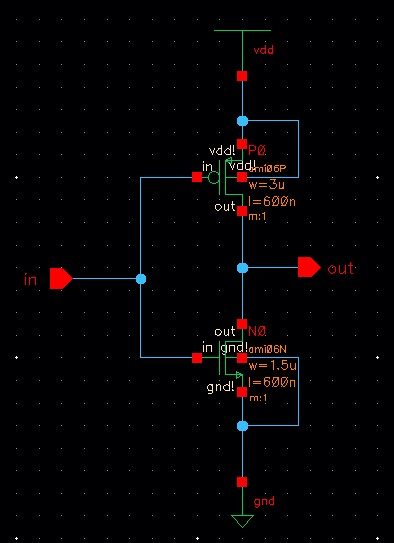 vdd
vdd! P0
in vdd! ami06P
w=3u
l=600n
out m:1
in
out
out N0
in gnd! ami06N
w=1.5u
l=600n
gnd! m:1
gnd